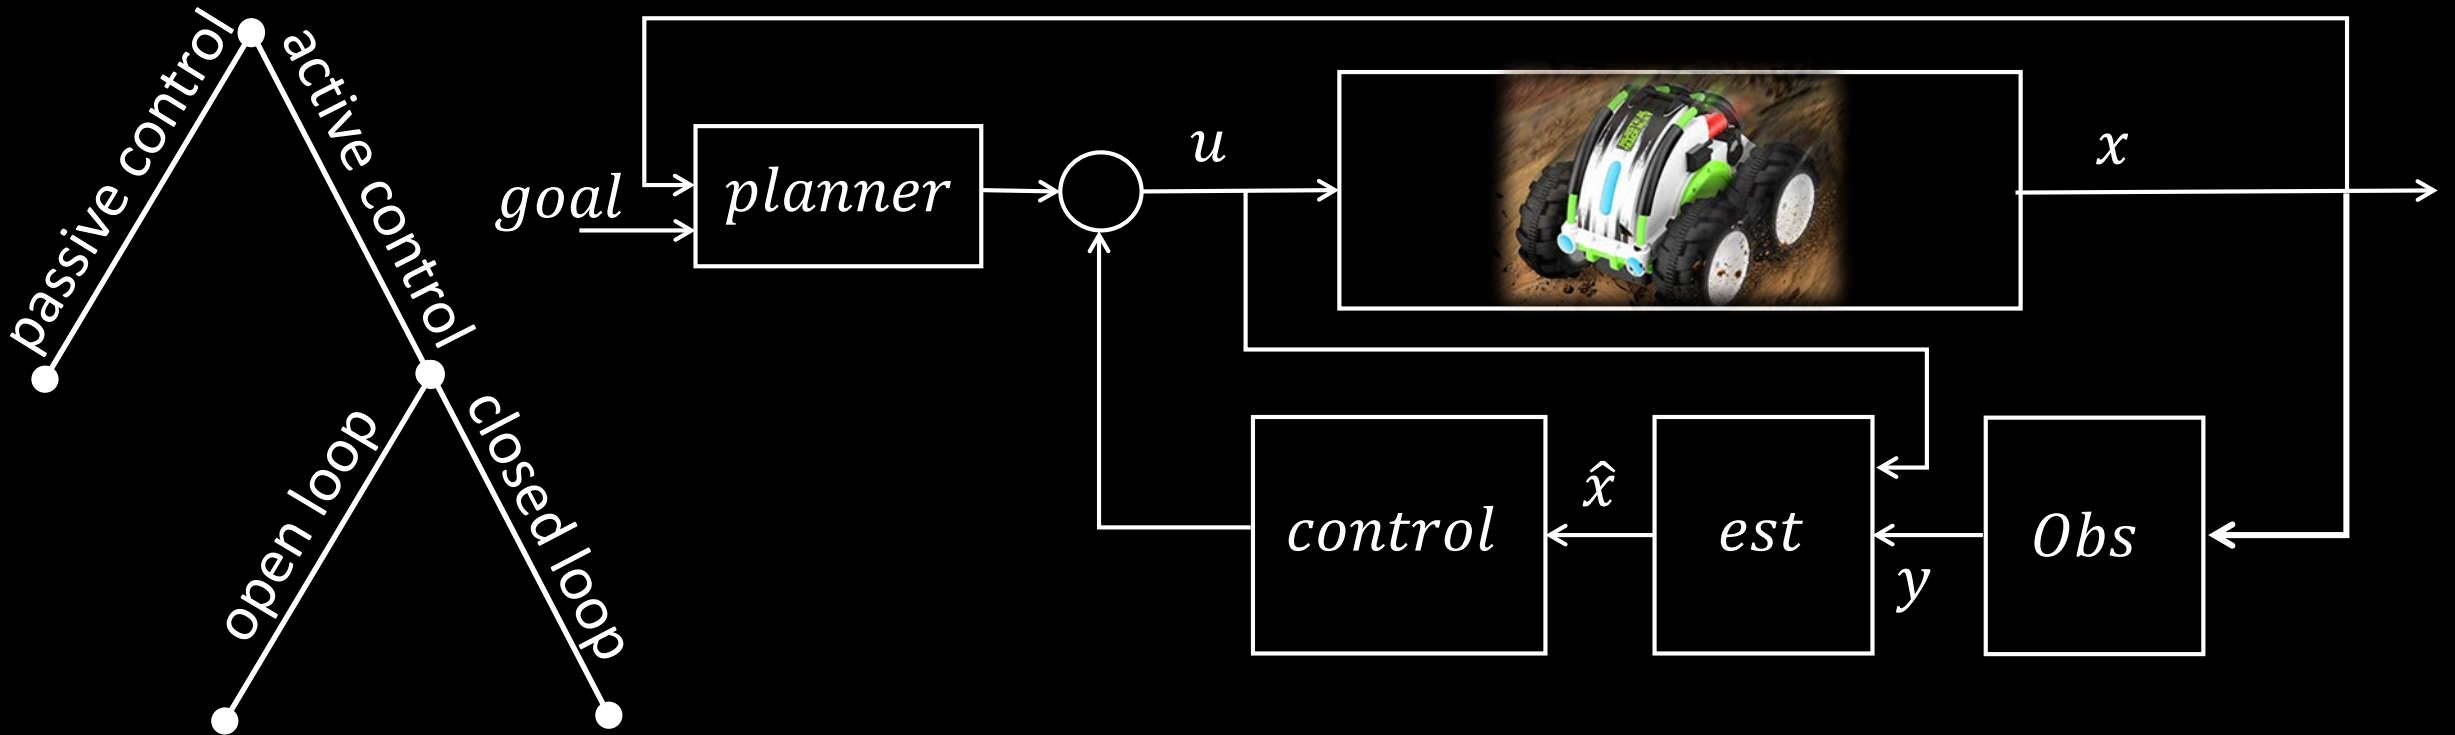 passive control
active control
open loop
closed loop
goal
planner
u
x
control
x̂
est
y
Obs